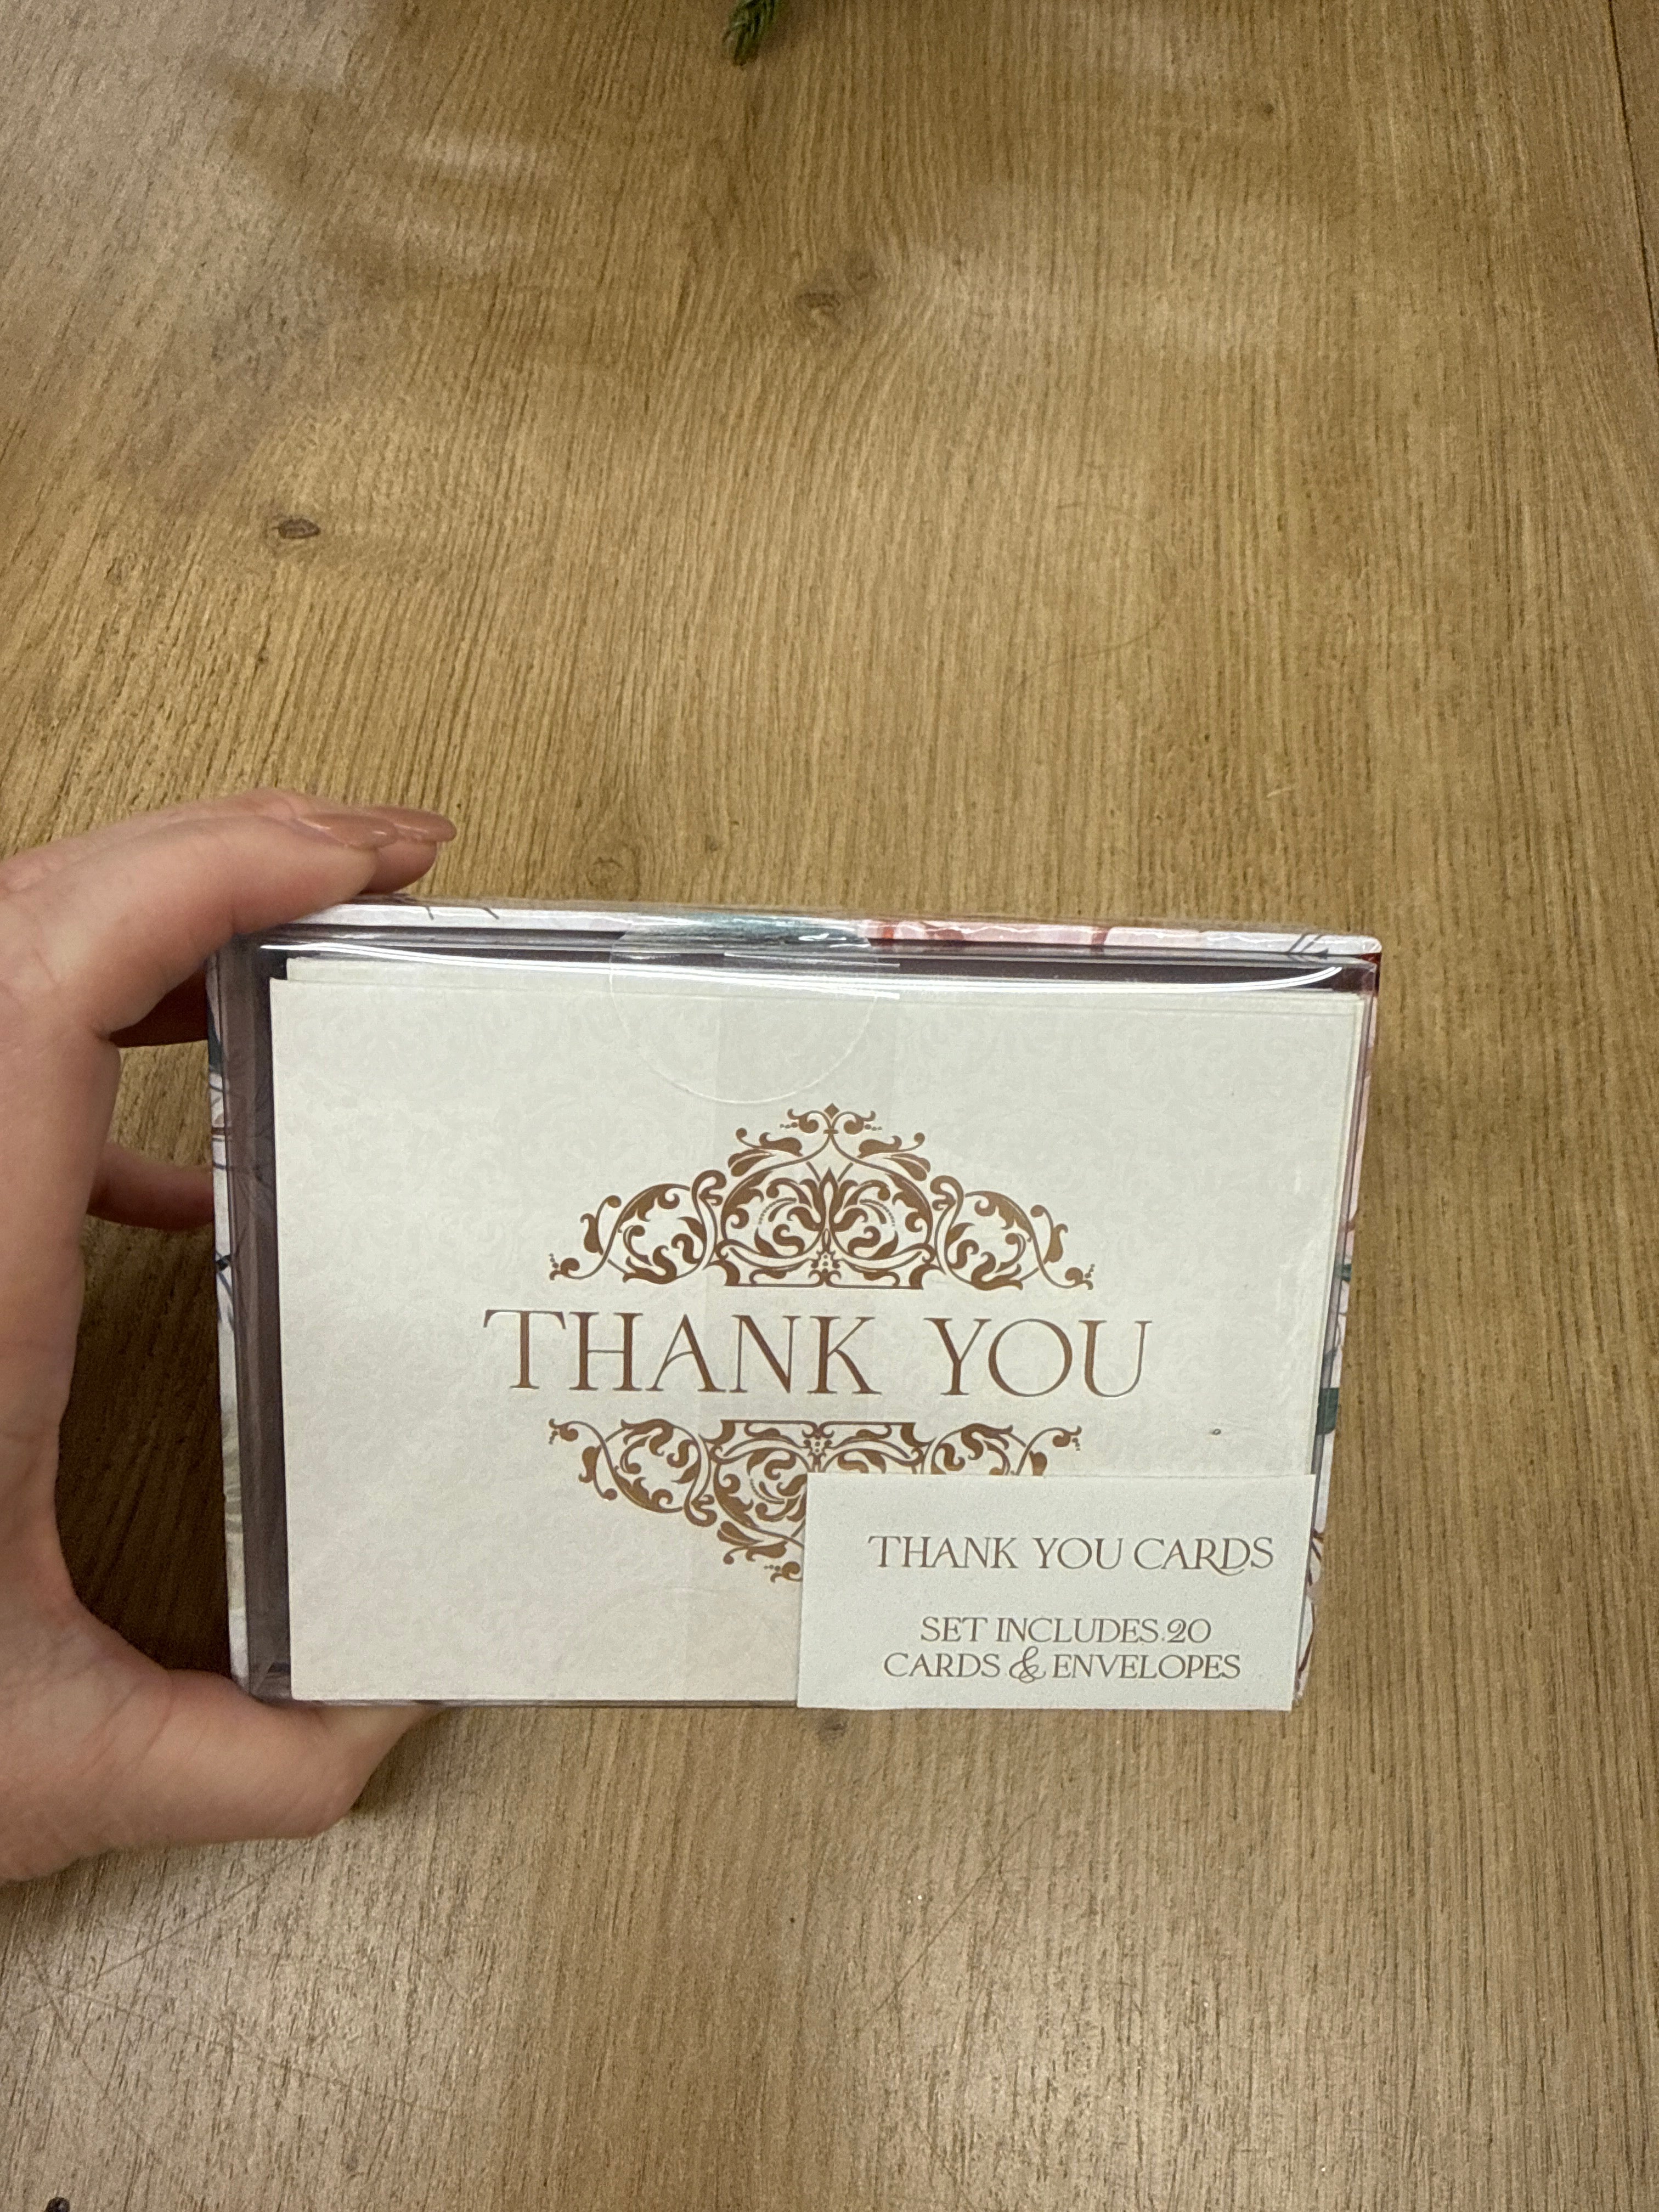 THANK YOU
THANK YOU CARDS
SET INCLUDES 20
CARDS & ENVELOPES